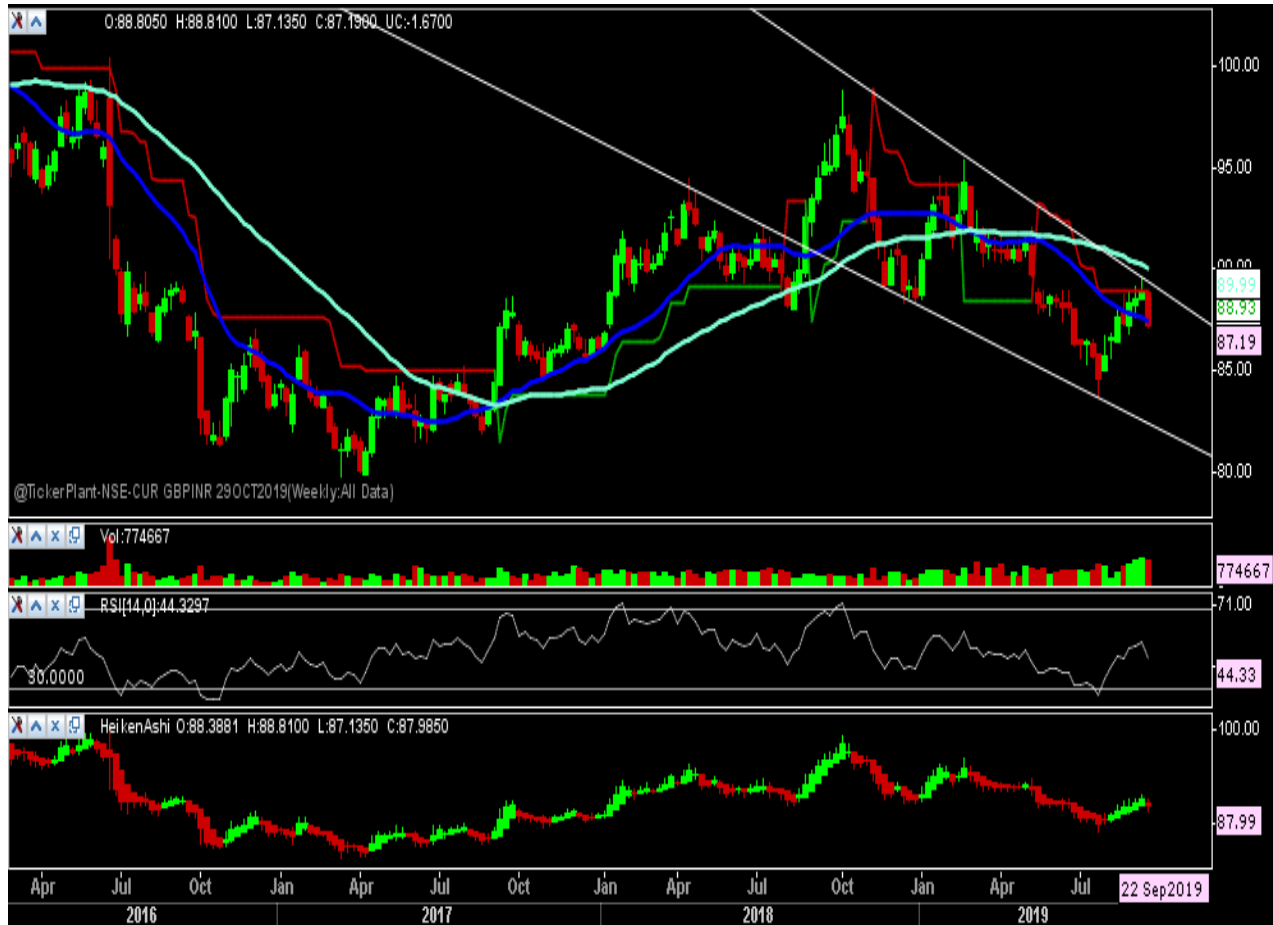 O:88.8050 H:88.8100 L:87.1350 C:87.1900 UC:-1.6700
100.00
95.00
90.00
89.99
88.93
87.19
85.00
80.00
@TickerPlant-NSE-CUR GBPINR 29OCT2019(Weekly:All Data)
Vol:774667
774667
RSI[14,0]:44.3297
71.00
30.0000
44.33
HeikenAshi O:88.3881 H:88.8100 L:87.1350 C:87.9850
100.00
87.99
Apr Jul Oct Jan Apr Jul Oct Jan Apr Jul Oct Jan Apr Jul 22 Sep2019
2016 2017 2018 2019